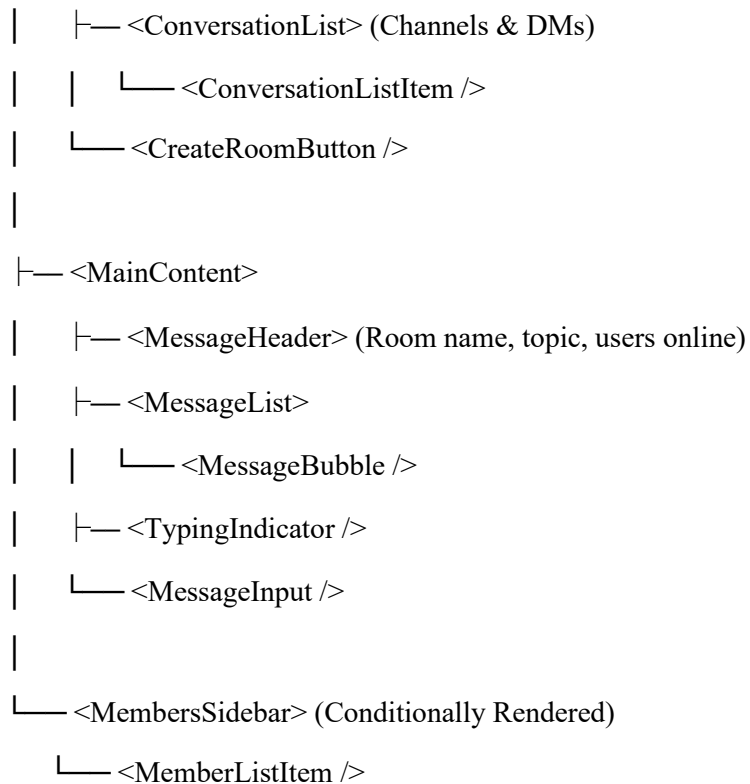 │ ├── <ConversationList> (Channels & DMs)
│ │ └── <ConversationListItem />
│ └── <CreateRoomButton />
│
├── <MainContent>
│ ├── <MessageHeader> (Room name, topic, users online)
│ ├── <MessageList>
│ │ └── <MessageBubble />
│ ├── <TypingIndicator />
│ └── <MessageInput />
│
└── <MembersSidebar> (Conditionally Rendered)
└── <MemberListItem />